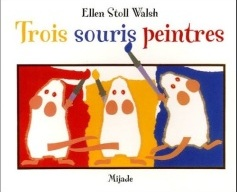 Ellen Stoll Walsh
Trois souris peintres
Mijade